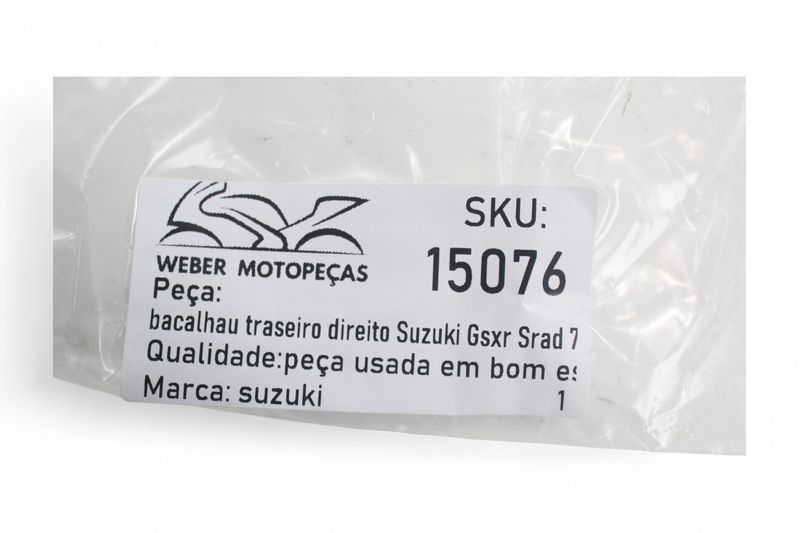 SKU:
15076
WEBER MOTOPEÇAS
Peça:
bacalhau traseiro direito Suzuki Gsxr Srad 7
Qualidade:peça usada em bom es
Marca: suzuki 1